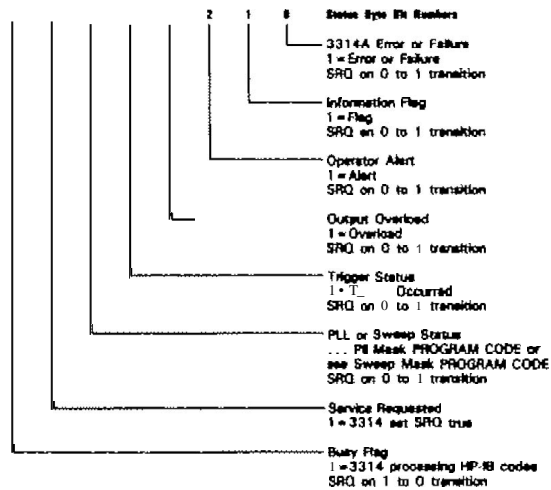 2 1 0 Status Byte Bit Numbers
3314A Error or Failure
1 = Error or Failure
SRQ on 0 to 1 transition
Information Flag
1 = Flag
SRQ on 0 to 1 transition
Operator Alert
1 = Alert
SRQ on 0 to 1 transition
Output Overload
1 = Overload
SRQ on 0 to 1 transition
Trigger Status
1 • T_ Occurred
SRQ on 0 to 1 transition
PLL or Sweep Status
... Pll Mask PROGRAM CODE or
see Sweep Mask PROGRAM CODE
SRQ on 0 to 1 transition
Service Requested
1 = 3314 set SRQ true
Busy Flag
1 = 3314 processing HP-IB codes
SRQ on 1 to 0 transition